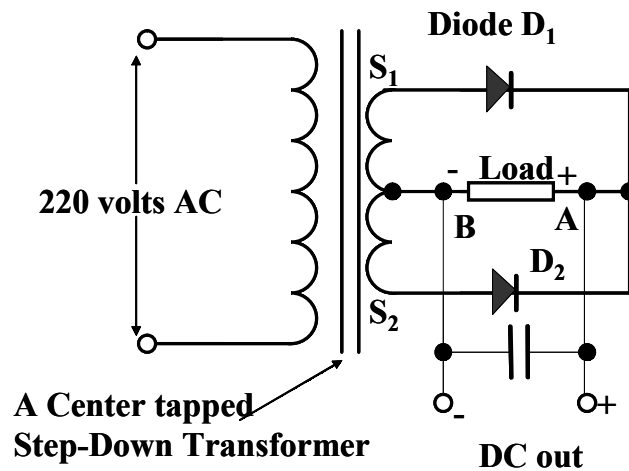 Diode D₁
S₁
- Load +
220 volts AC
B
A
D₂
S₂
A Center tapped
Step-Down Transformer
-
+
DC out